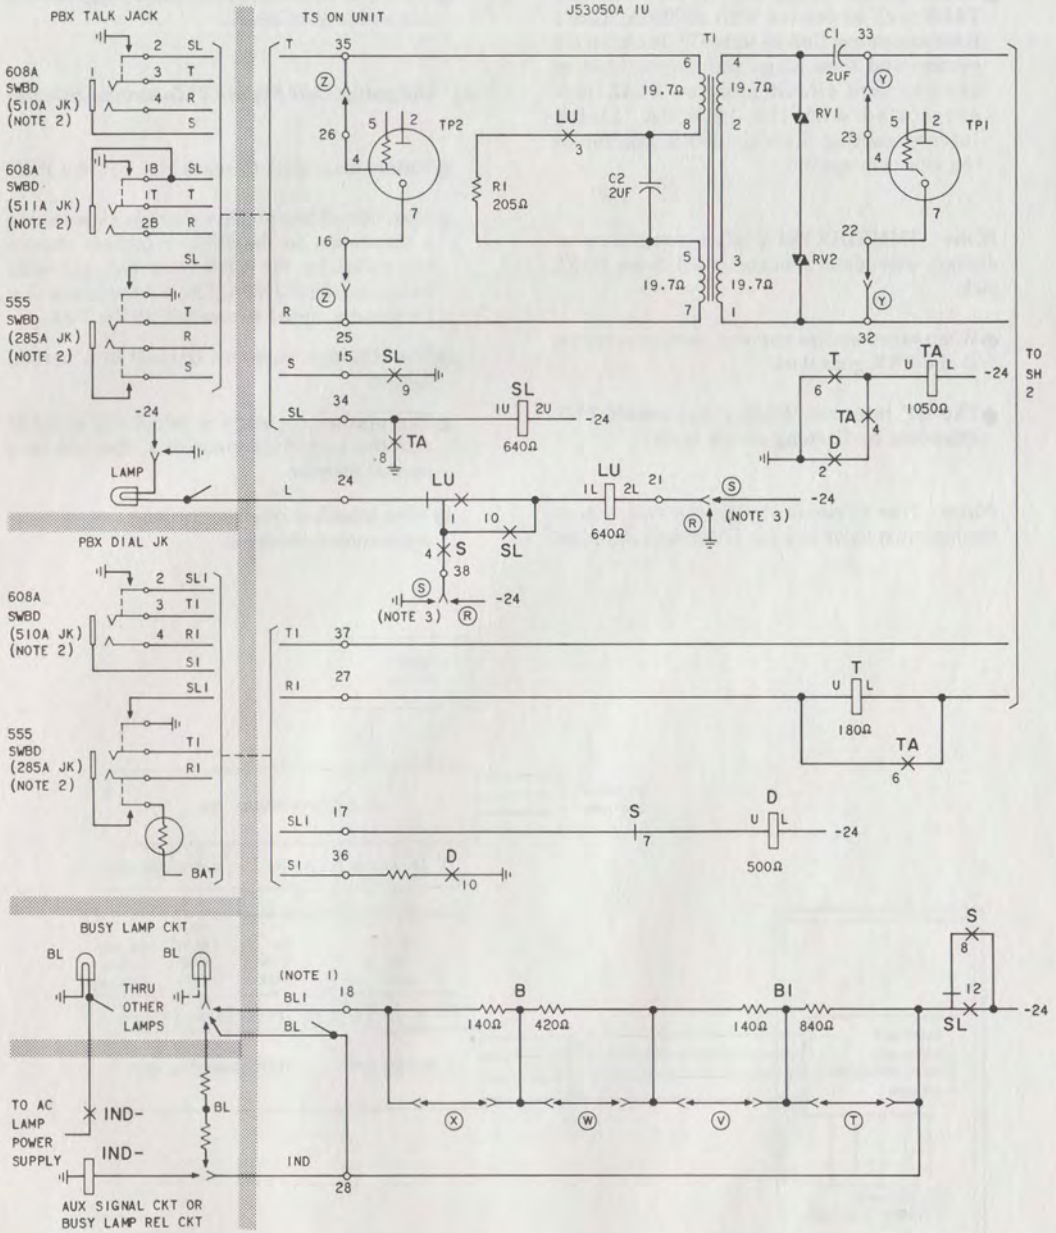 PBX TALK JACK
TS ON UNIT
J53050A 1U
608A
SWBD
(510A JK)
(NOTE 2)
1
2 SL
3 T
4 R
S
608A
SWBD
(511A JK)
(NOTE 2)
1B SL
1T T
2B R
555
SWBD
(285A JK)
(NOTE 2)
SL
T
R
S
-24
LAMP
T 35
Z
26
5 2
4
TP2
7
16
Z
R
25
15
S
SL
9
34
SL
TA
8
SL
1U 2U
640Ω
-24
LU
3
R1
205Ω
C2
2UF
T1
6 4
19.7Ω 19.7Ω
8 2
5 3
19.7Ω 19.7Ω
7 1
RV1
RV2
C1
2UF
33
Y
23
5 2
4
TP1
7
22
Y
32
T
6
TA
U L
1050Ω
-24
TA
4
D
2
TO
SH
2
L 24
LU
1
10
SL
LU
1L 2L
640Ω
21
S
-24
R
(NOTE 3)
4 S
38
S
R
-24
(NOTE 3)
PBX DIAL JK
608A
SWBD
(510A JK)
(NOTE 2)
2 SL1
3 T1
4 R1
S1
555
SWBD
(285A JK)
(NOTE 2)
SL1
T1
R1
BAT
T1 37
R1 27
T
U L
180Ω
TA
6
SL1 17
S
7
D
U L
500Ω
-24
S1 36
D
10
BUSY LAMP CKT
BL
BL
THRU
OTHER
LAMPS
(NOTE 1)
BL1 18
BL
B
140Ω 420Ω
B1
140Ω 840Ω
S
8
12
SL
-24
X
W
V
T
TO AC
LAMP
POWER
SUPPLY
IND-
IND-
BL
IND
28
AUX SIGNAL CKT OR
BUSY LAMP REL CKT